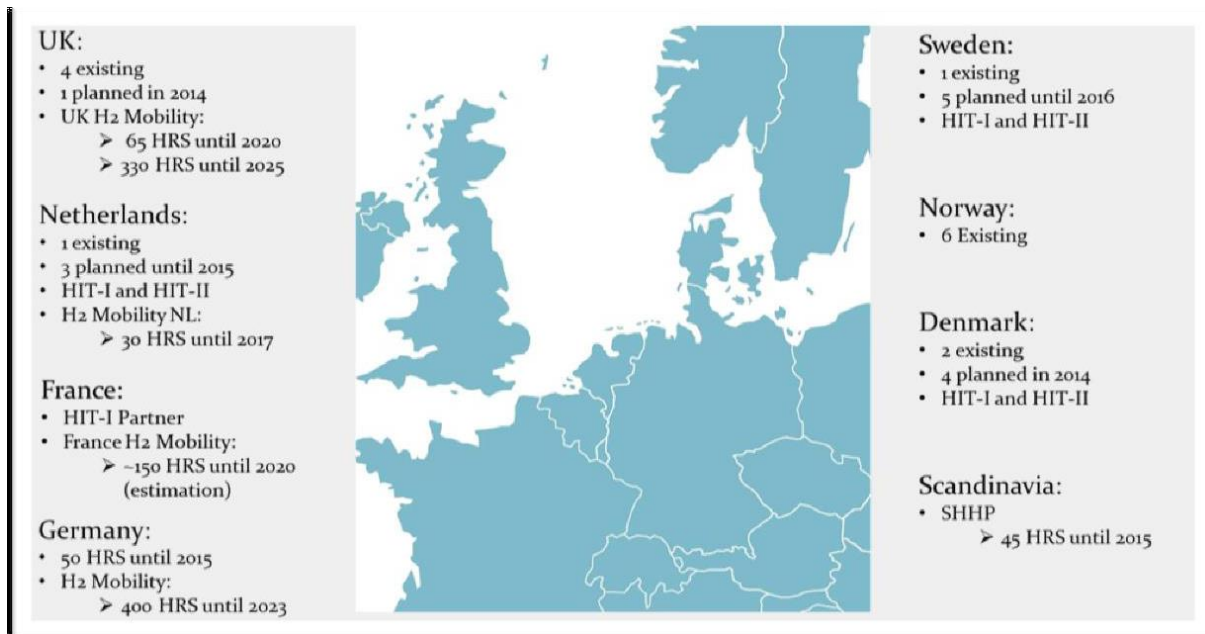 UK:
• 4 existing
• 1 planned in 2014
• UK H2 Mobility:
➢ 65 HRS until 2020
➢ 330 HRS until 2025
Netherlands:
• 1 existing
• 3 planned until 2015
• HIT-I and HIT-II
• H2 Mobility NL:
➢ 30 HRS until 2017
France:
• HIT-I Partner
• France H2 Mobility:
➢ ~150 HRS until 2020
(estimation)
Germany:
• 50 HRS until 2015
• H2 Mobility:
➢ 400 HRS until 2023
Sweden:
• 1 existing
• 5 planned until 2016
• HIT-I and HIT-II
Norway:
• 6 Existing
Denmark:
• 2 existing
• 4 planned in 2014
• HIT-I and HIT-II
Scandinavia:
• SHHP
➢ 45 HRS until 2015